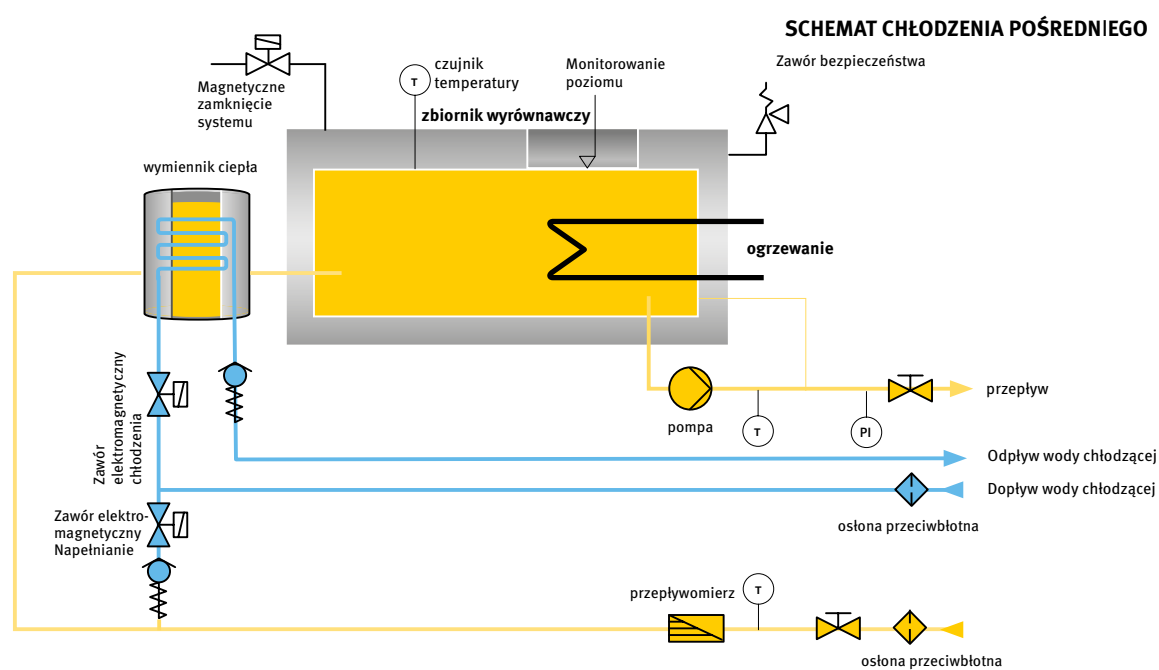 SCHEMAT CHŁODZENIA POŚREDNIEGO
Zawór bezpieczeństwa
czujnik
temperatury
T
Monitorowanie
poziomu
Magnetyczne
zamknięcie
systemu
zbiornik wyrównawczy
wymiennik ciepła
ogrzewanie
Zawór
elektromagnetyczny
chłodzenia
pompa
T
PI
przepływ
Odpływ wody chłodzącej
Dopływ wody chłodzącej
osłona przeciwbłotna
Zawór elektro-
magnetyczny
Napełnianie
przepływomierz
T
osłona przeciwbłotna